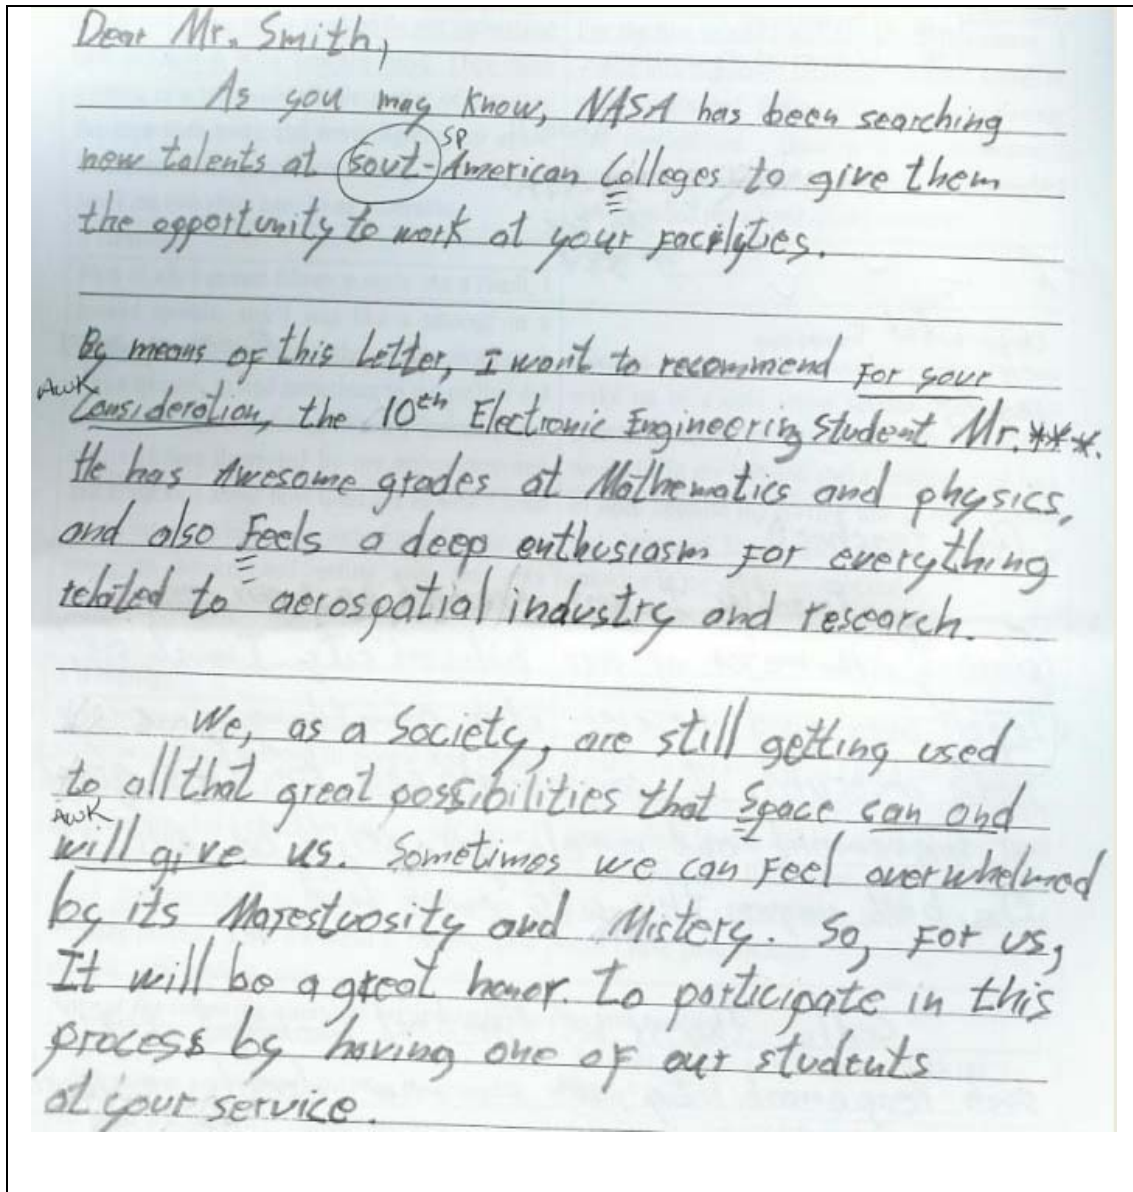 Dear Mr. Smith,
As you may know, NASA has been searching
SP
new talents at Sout-American Colleges to give them
the opportunity to work at your facilyties.
By means of this letter, I want to recommend For your
Awk
Consideration, the 10th Electronic Engineering student Mr.***.
He has Awesome grades at Mathematics and physics,
and also Feels a deep enthusiasm for everything
related to aerospatial industry and research.
We, as a Society, are still getting used
to all that great possibilities that Space can and
Awk
will give us. Sometimes we can Feel overwhelmed
by its Majestuosity and Mistery. So, For us,
It will be a great honor to participate in this
process by having one of our students
at your service.